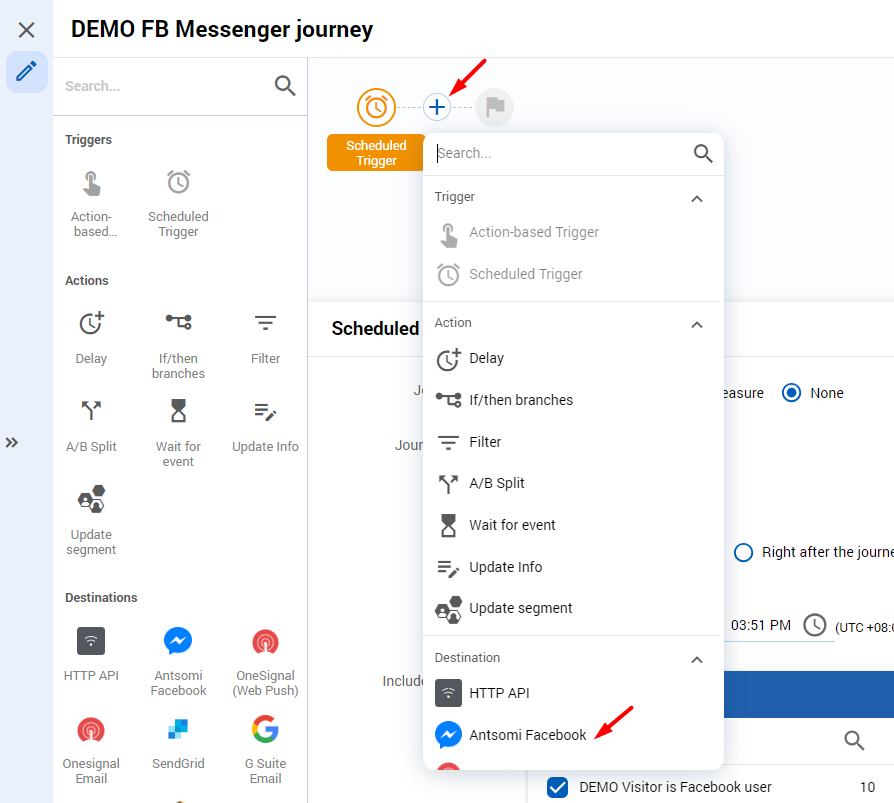 DEMO FB Messenger journey
Search...
Triggers
Action-
based...
Scheduled
Trigger
Actions
Delay
If/then
branches
Filter
A/B Split
Wait for
event
Update Info
Update
segment
Destinations
HTTP API
Antsomi
Facebook
OneSignal
(Web Push)
Onesignal
Email
SendGrid
G Suite
Email
Scheduled
Trigger
Search...
Trigger
Action-based Trigger
Scheduled Trigger
Action
Delay
If/then branches
Filter
A/B Split
Wait for event
Update Info
Update segment
Destination
HTTP API
Antsomi Facebook
Scheduled
Jour
easure
None
Right after the journe
03:51 PM
(UTC +08:0
Include
DEMO Visitor is Facebook user
10